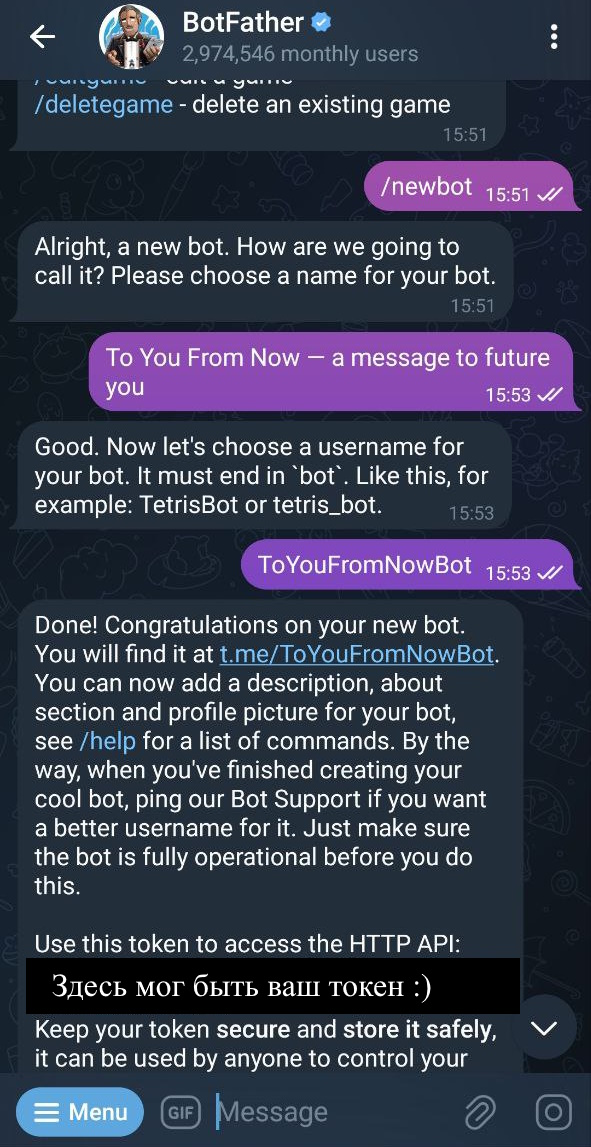 BotFather
2,974,546 monthly users
/editgame - edit a game
/deletegame - delete an existing game
15:51
/newbot 15:51
Alright, a new bot. How are we going to
call it? Please choose a name for your bot.
15:51
To You From Now — a message to future
you 15:53
Good. Now let's choose a username for
your bot. It must end in `bot`. Like this, for
example: TetrisBot or tetris_bot. 15:53
ToYouFromNowBot 15:53
Done! Congratulations on your new bot.
You will find it at t.me/ToYouFromNowBot.
You can now add a description, about
section and profile picture for your bot,
see /help for a list of commands. By the
way, when you've finished creating your
cool bot, ping our Bot Support if you want
a better username for it. Just make sure
the bot is fully operational before you do
this.
Use this token to access the HTTP API:
Здесь мог быть ваш токен :)
Keep your token secure and store it safely,
it can be used by anyone to control your
Menu GIF Message